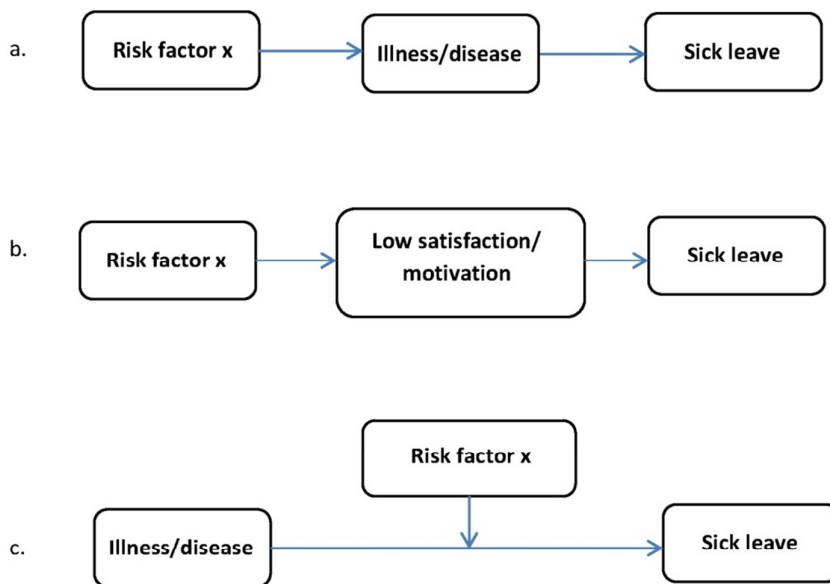 a.
Risk factor x
Illness/disease
Sick leave
b.
Risk factor x
Low satisfaction/
motivation
Sick leave
Risk factor x
c.
Illness/disease
Sick leave